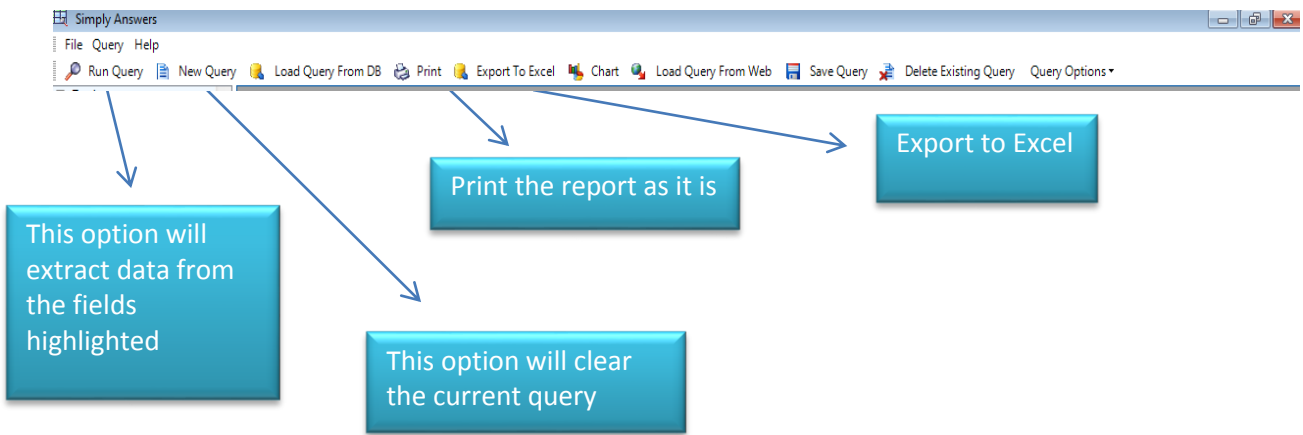 Simply Answers
File Query Help
Run Query New Query Load Query From DB Print Export To Excel Chart Load Query From Web Save Query Delete Existing Query Query Options
Export to Excel
Print the report as it is
This option will
extract data from
the fields
highlighted
This option will clear
the current query